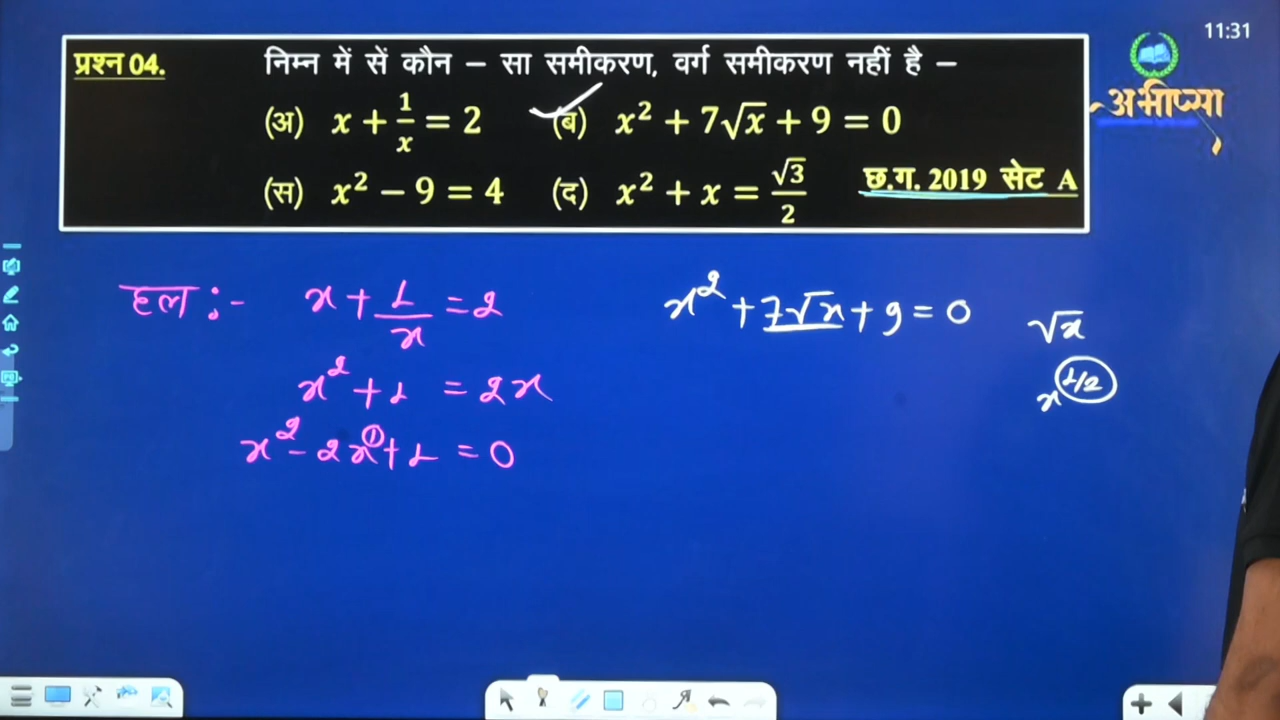 11:31
प्रश्न 04. निम्न में सें कौन – सा समीकरण, वर्ग समीकरण नहीं है –
(अ) x + 1/x = 2 (ब) x² + 7√x + 9 = 0
अभीप्सा
(स) x² − 9 = 4 (द) x² + x = √3/2 छ.ग. 2019 सेट A
हल :- x + 1/x = 2 x² + 7√x + 9 = 0 √x
x² + 1 = 2x x^1/2
x² - 2x^1 + 1 = 0